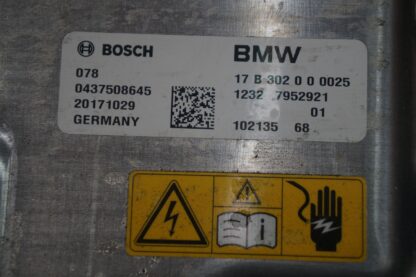 BOSCH
078
0437508645
20171029
GERMANY
BMW
17 B 302 0 0 0025
1232 7952921
01
102135 68
i